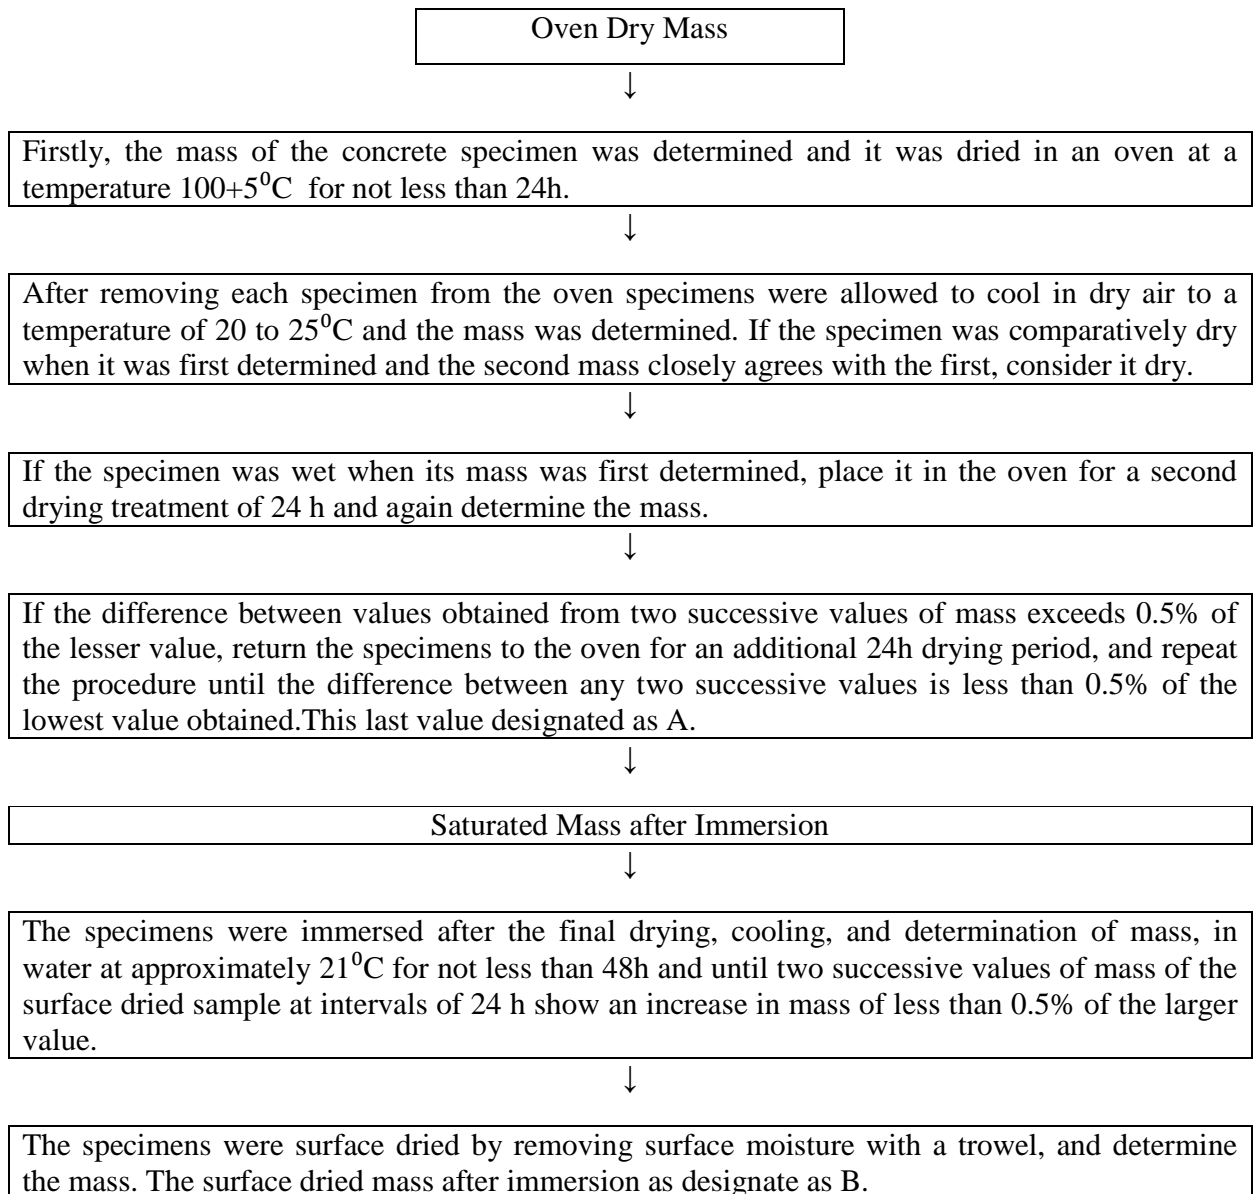 Oven Dry Mass
↓
Firstly, the mass of the concrete specimen was determined and it was dried in an oven at a
temperature 100+5⁰C for not less than 24h.
↓
After removing each specimen from the oven specimens were allowed to cool in dry air to a
temperature of 20 to 25⁰C and the mass was determined. If the specimen was comparatively dry
when it was first determined and the second mass closely agrees with the first, consider it dry.
↓
If the specimen was wet when its mass was first determined, place it in the oven for a second
drying treatment of 24 h and again determine the mass.
↓
If the difference between values obtained from two successive values of mass exceeds 0.5% of
the lesser value, return the specimens to the oven for an additional 24h drying period, and repeat
the procedure until the difference between any two successive values is less than 0.5% of the
lowest value obtained.This last value designated as A.
↓
Saturated Mass after Immersion
↓
The specimens were immersed after the final drying, cooling, and determination of mass, in
water at approximately 21⁰C for not less than 48h and until two successive values of mass of the
surface dried sample at intervals of 24 h show an increase in mass of less than 0.5% of the larger
value.
↓
The specimens were surface dried by removing surface moisture with a trowel, and determine
the mass. The surface dried mass after immersion as designate as B.